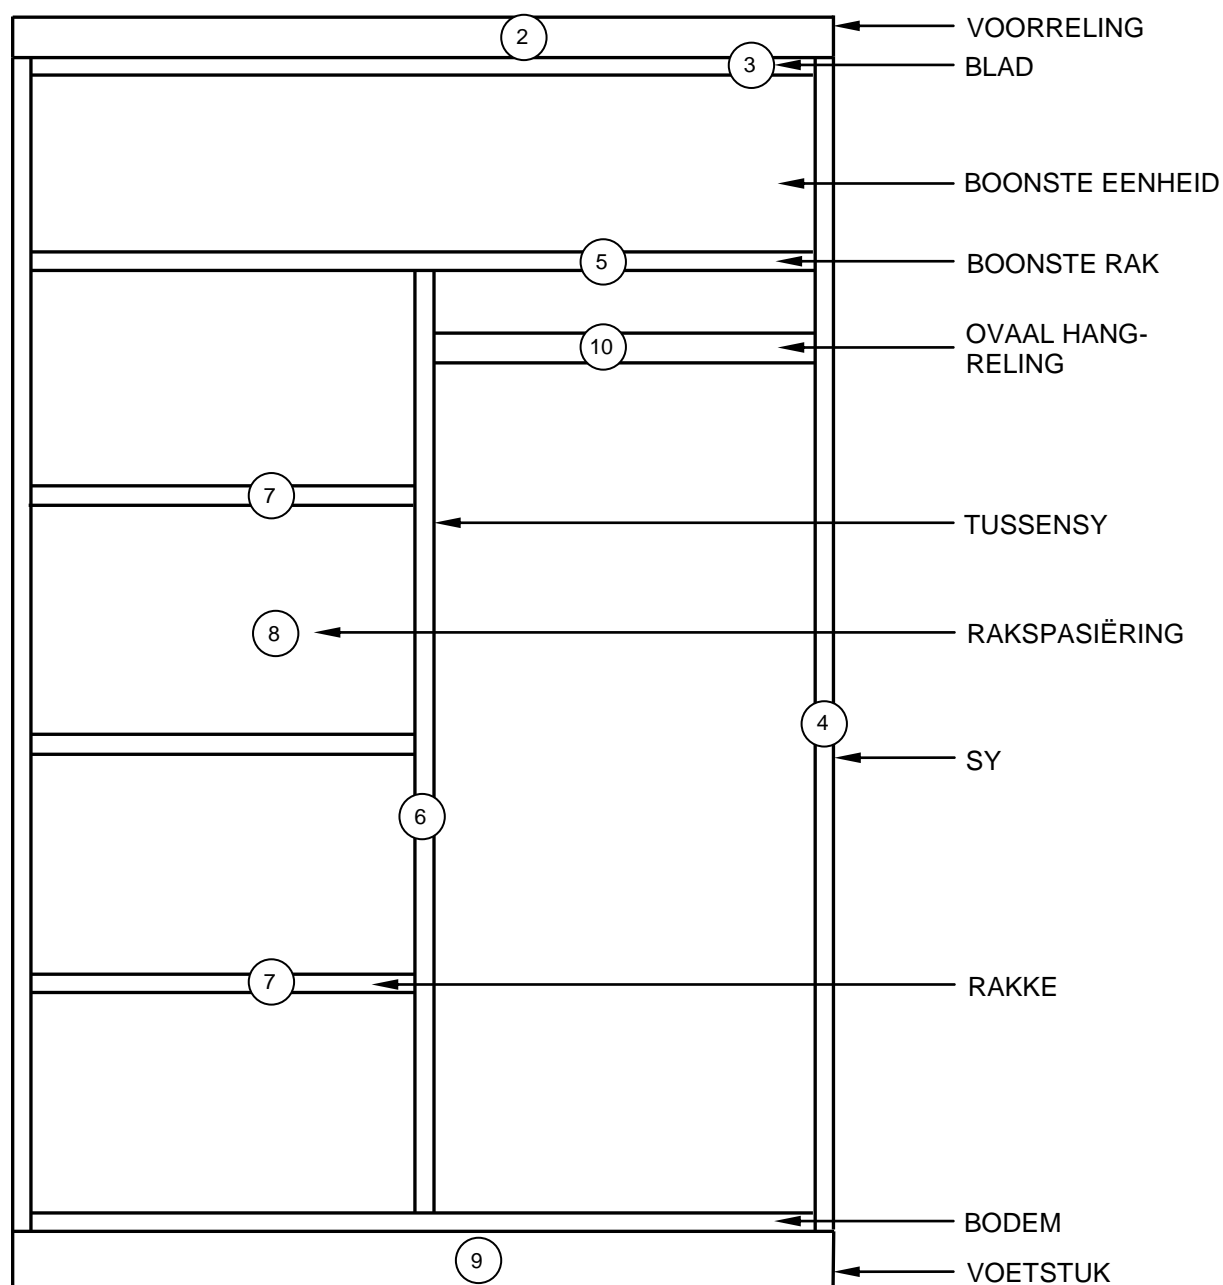 2
VOORRELING
3
BLAD
BOONSTE EENHEID
5
BOONSTE RAK
10
OVAAL HANG-
RELING
7
TUSSENSY
8
RAKSPASIËRING
4
SY
6
7
RAKKE
BODEM
9
VOETSTUK